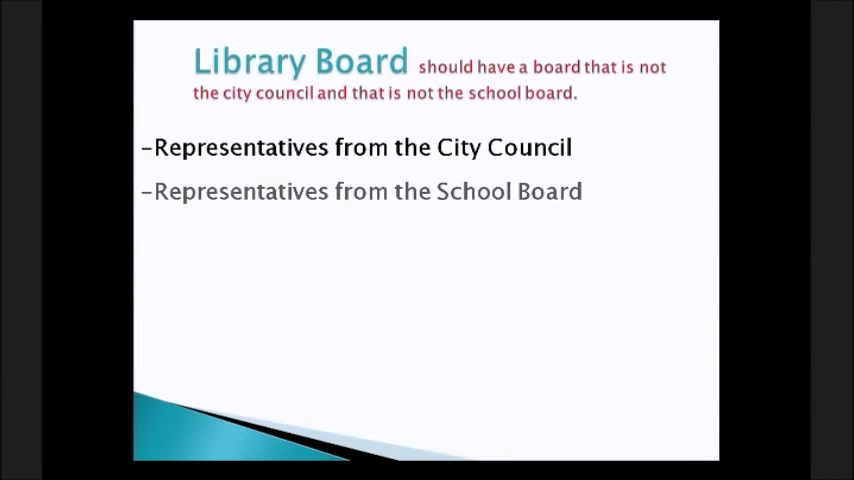 Library Board should have a board that is not
the city council and that is not the school board.
-Representatives from the City Council
-Representatives from the School Board